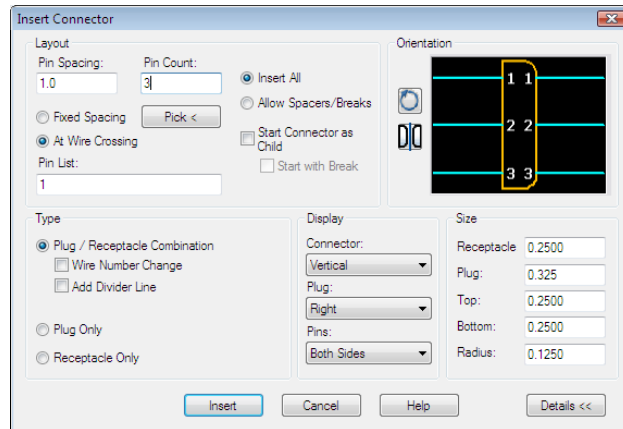 Insert Connector
Layout
Pin Spacing:
Pin Count:
1.0
3
Fixed Spacing
Pick <
At Wire Crossing
Pin List:
1
Insert All
Allow Spacers/Breaks
Start Connector as
Child
Start with Break
Orientation
1 1
2 2
3 3
Type
Plug / Receptacle Combination
Wire Number Change
Add Divider Line
Plug Only
Receptacle Only
Display
Connector:
Vertical
Plug:
Right
Pins:
Both Sides
Size
Receptacle 0.2500
Plug: 0.325
Top: 0.2500
Bottom: 0.2500
Radius: 0.1250
Insert
Cancel
Help
Details <<